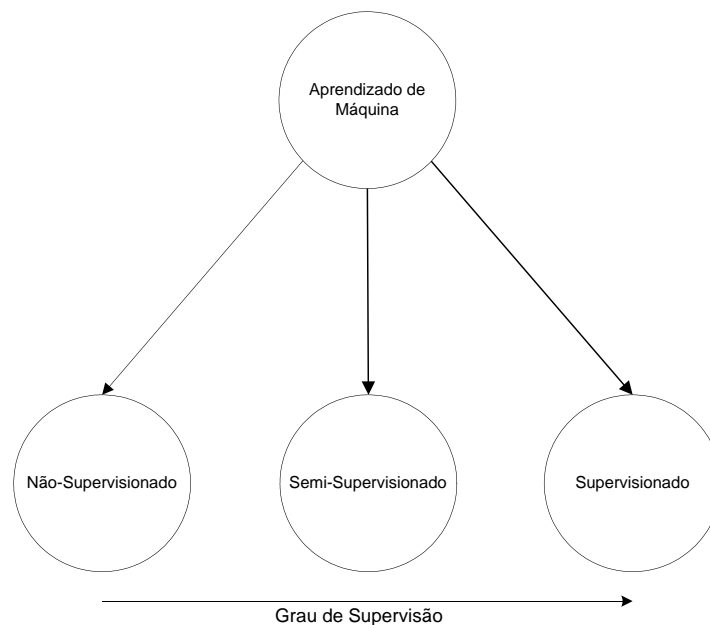 Aprendizado de
Máquina
Não-Supervisionado
Semi-Supervisionado
Supervisionado
Grau de Supervisão